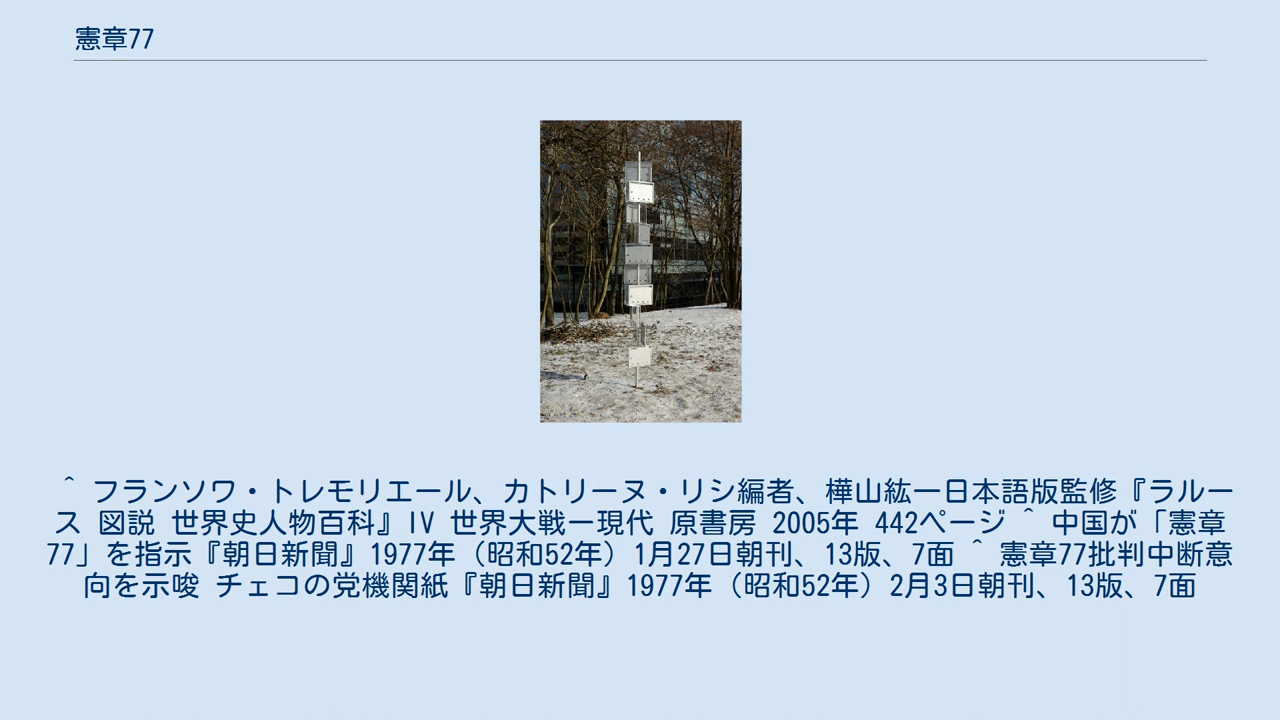 憲章77
^ フランソワ・トレモリエール、カトリーヌ・リシ編者、樺山紘一日本語版監修『ラルー
ス 図説 世界史人物百科』IV 世界大戦ー現代 原書房 2005年 442ページ ^ 中国が「憲章
77」を指示『朝日新聞』1977年（昭和52年）1月27日朝刊、13版、7面 ^ 憲章77批判中断意
向を示唆 チェコの党機関紙『朝日新聞』1977年（昭和52年）2月3日朝刊、13版、7面